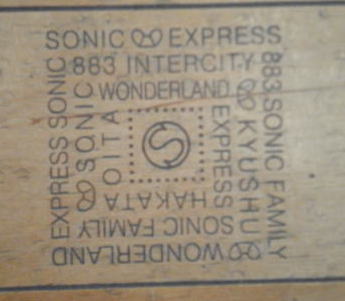 SONIC EXPRESS
883 SONIC FAMILY
WONDERLAND
EXPRESS SONIC
883 INTERCITY
KYUSHU
SONIC FAMILY
SONIC
WONDERLAND
EXPRESS
HAKATA
OITA
S